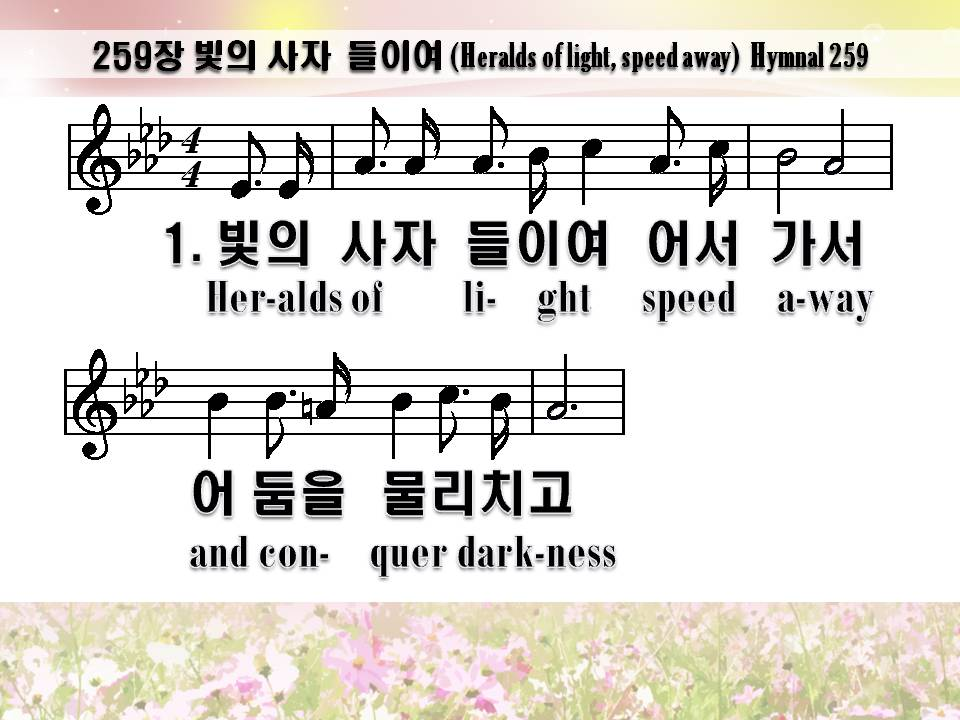 259장 빛의 사자 들이여 (Heralds of light, speed away) Hymnal 259
4
4
1. 빛의 사자 들이여 어서 가서
Her-alds of li- ght speed a-way
어 둠을 물리치고
and con- quer dark-ness